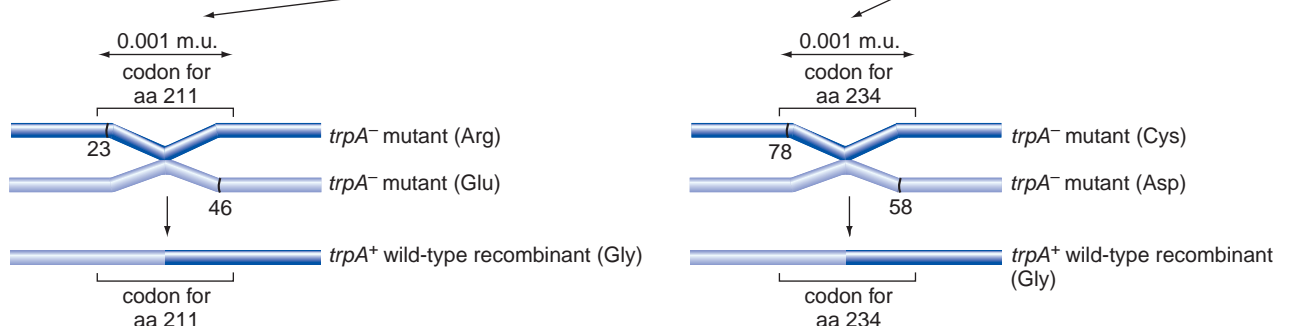 0.001 m.u.
codon for
aa 211
23
trpA– mutant (Arg)
trpA– mutant (Glu)
46
trpA+ wild-type recombinant (Gly)
codon for
aa 211
0.001 m.u.
codon for
aa 234
78
trpA– mutant (Cys)
trpA– mutant (Asp)
58
trpA+ wild-type recombinant
(Gly)
codon for
aa 234